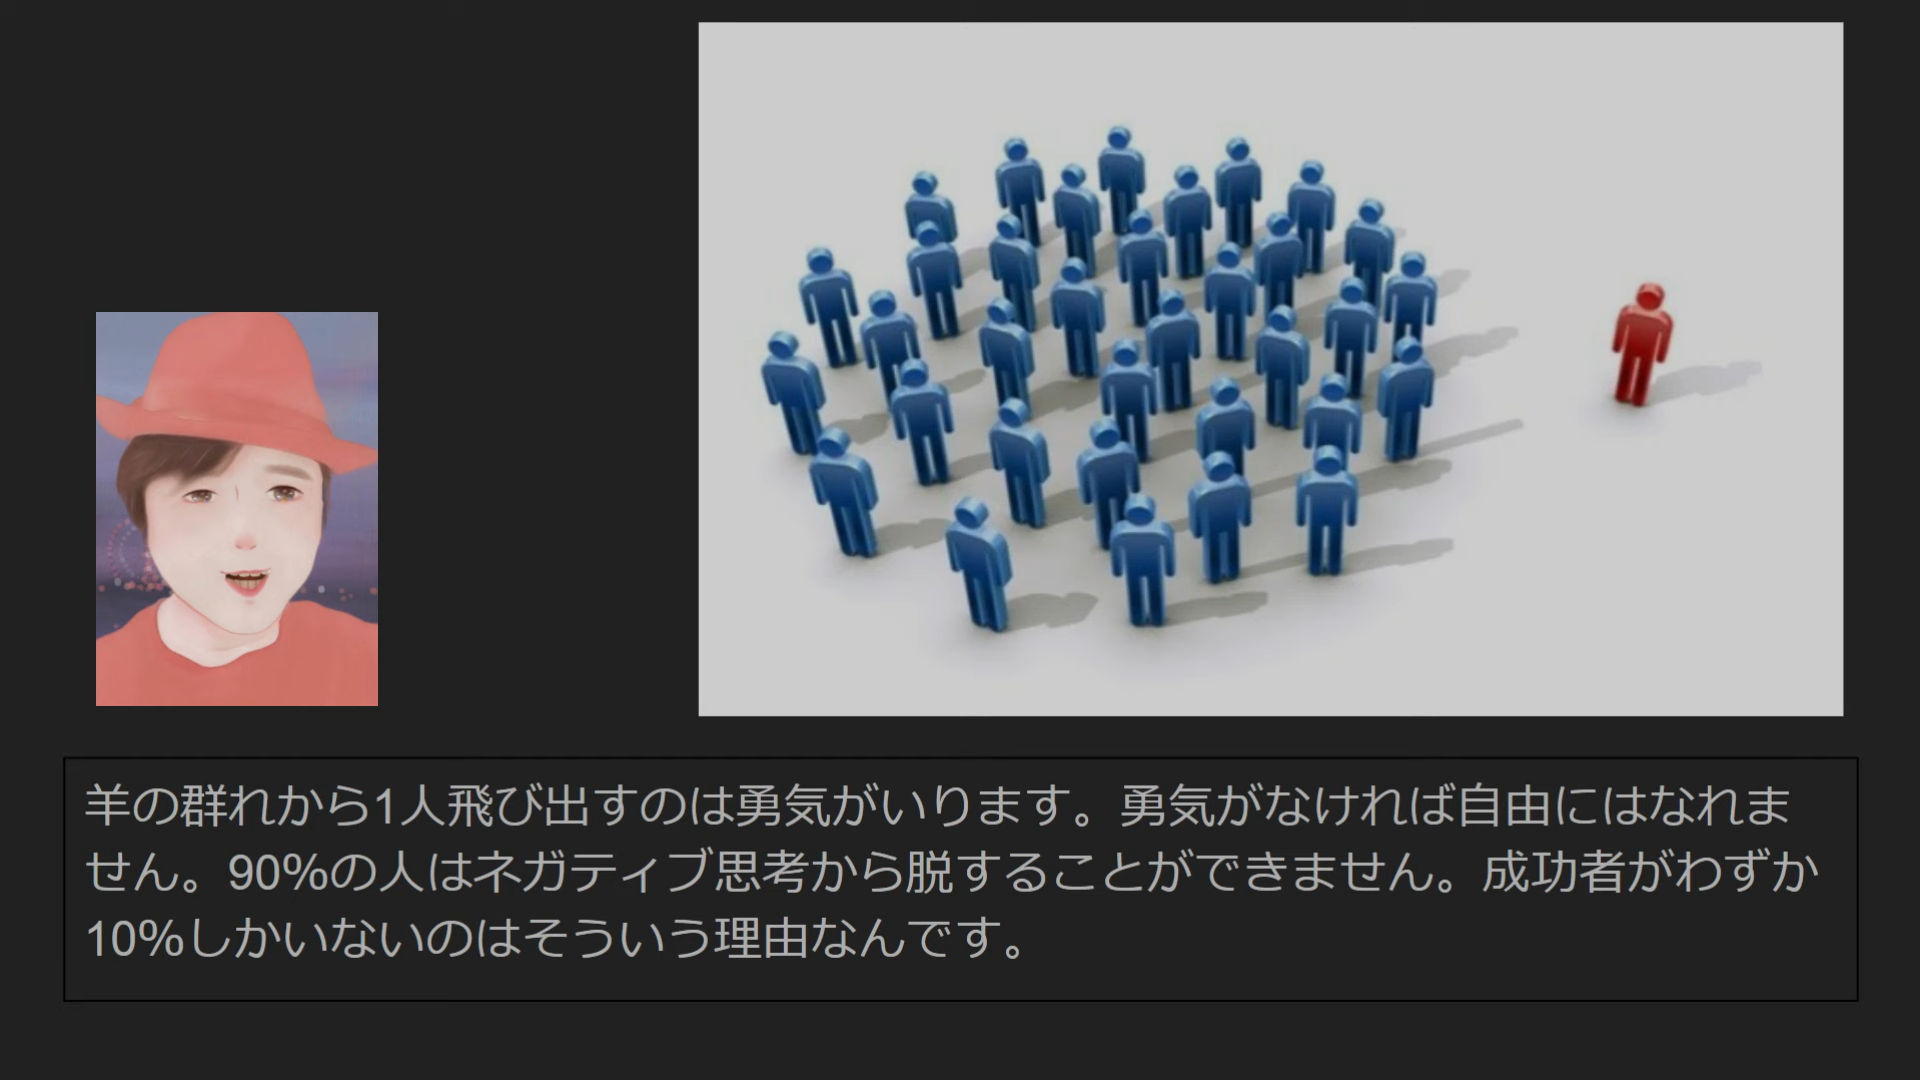 羊の群れから1人飛び出すのは勇気がいります。勇気がなければ自由にはなれま
せん。90%の人はネガティブ思考から脱することができません。成功者がわずか
10%しかいないのはそういう理由なんです。